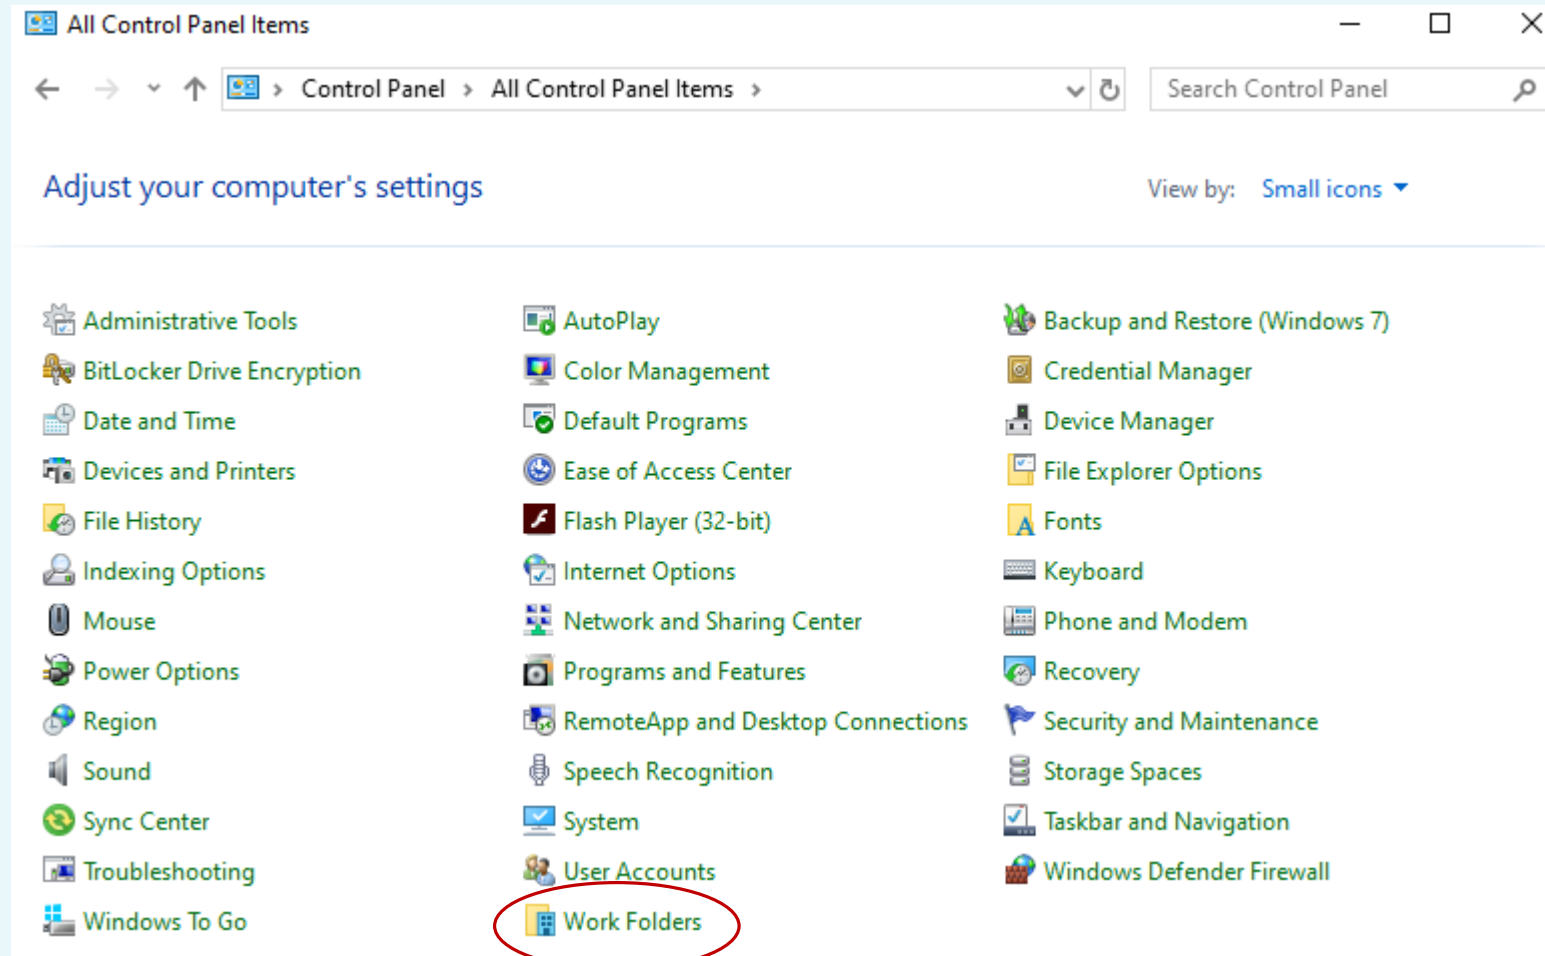 All Control Panel Items
Control Panel > All Control Panel Items >
Search Control Panel
Adjust your computer's settings
View by: Small icons
Administrative Tools
AutoPlay
Backup and Restore (Windows 7)
BitLocker Drive Encryption
Color Management
Credential Manager
Date and Time
Default Programs
Device Manager
Devices and Printers
Ease of Access Center
File Explorer Options
File History
Flash Player (32-bit)
Fonts
Indexing Options
Internet Options
Keyboard
Mouse
Network and Sharing Center
Phone and Modem
Power Options
Programs and Features
Recovery
Region
RemoteApp and Desktop Connections
Security and Maintenance
Sound
Speech Recognition
Storage Spaces
Sync Center
System
Taskbar and Navigation
Troubleshooting
User Accounts
Windows Defender Firewall
Windows To Go
Work Folders